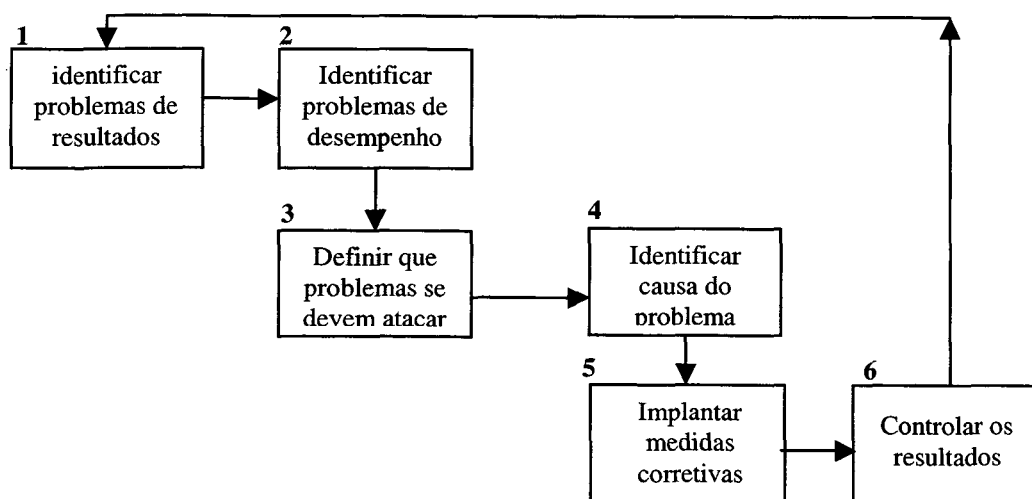 1
identificar
problemas de
resultados
2
Identificar
problemas de
desempenho
3
Definir que
problemas se
devem atacar
4
Identificar
causa do
problema
5
Implantar
medidas
corretivas
6
Controlar os
resultados